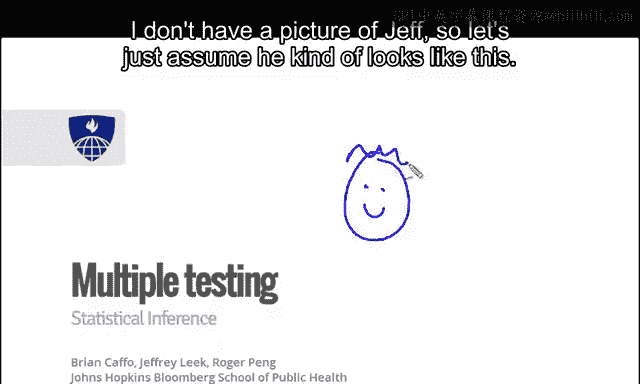 I don't have a picture of Jeff, so let's
just assume he kind of looks like this.
Multiple testing
Statistical Inference
Brian Caffo, Jeffrey Leek, Roger Peng
Johns Hopkins Bloomberg School of Public Health